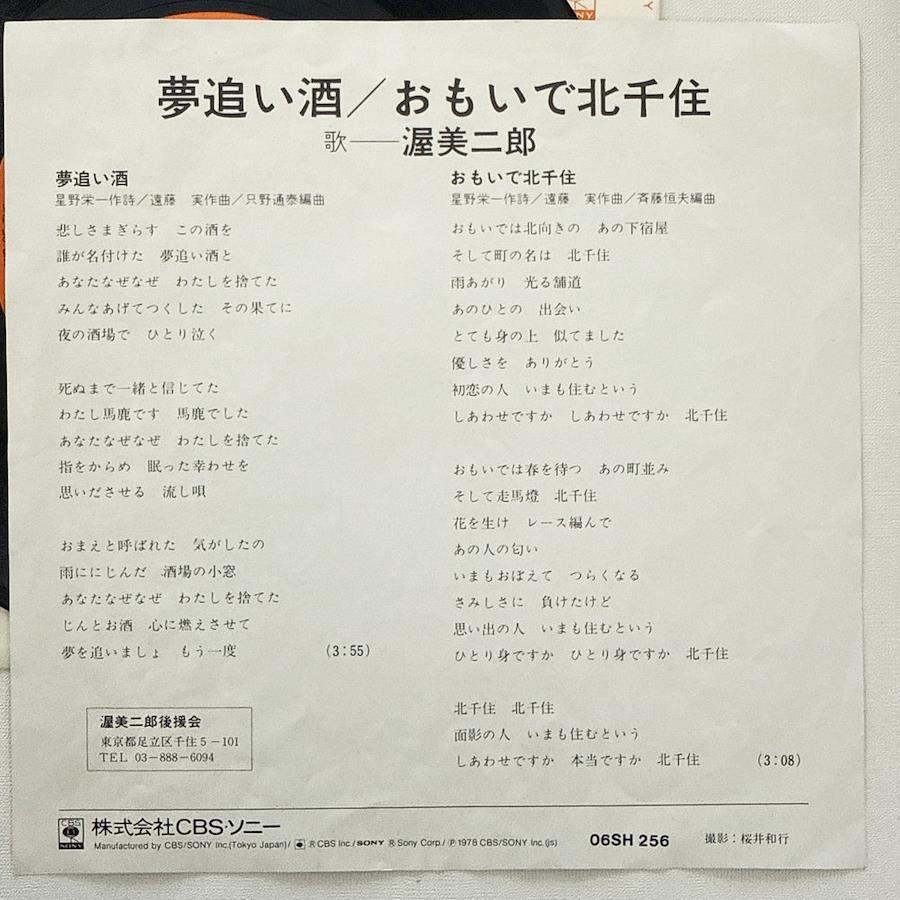 夢追い酒／おもいで北千住
歌──渥美二郎
夢追い酒
星野栄一作詩／遠藤　実作曲／只野通泰編曲
悲しさまぎらす　この酒を
誰が名付けた　夢追い酒と
あなたなぜなぜ　わたしを捨てた
みんなあげてつくした　その果てに
夜の酒場で　ひとり泣く
死ぬまで一緒と信じてた
わたし馬鹿です　馬鹿でした
あなたなぜなぜ　わたしを捨てた
指をからめ　眠った幸わせを
思いださせる　流し唄
おまえと呼ばれた　気がしたの
雨ににじんだ　酒場の小窓
あなたなぜなぜ　わたしを捨てた
じんとお酒　心に燃えさせて
夢を追いましょ　もう一度　(3:55)
渥美二郎後援会
東京都足立区千住5－101
TEL 03－888－6094
おもいで北千住
星野栄一作詩／遠藤　実作曲／斉藤恒夫編曲
おもいでは北向きの　あの下宿屋
そして町の名は　北千住
雨あがり　光る舗道
あのひとの　出会い
とても身の上　似てました
優しさを　ありがとう
初恋の人　いまも住むという
しあわせですか　しあわせですか　北千住
おもいでは春を待つ　あの町並み
そして走馬燈　北千住
花を生け　レース編んで
あの人の匂い
いまもおぼえて　つらくなる
さみしさに　負けたけど
思い出の人　いまも住むという
ひとり身ですか　ひとり身ですか　北千住
北千住　北千住
面影の人　いまも住むという
しあわせですか　本当ですか　北千住　(3:08)
CBS SONY 株式会社CBS・ソニー
Manufactured by CBS/SONY Inc.(Tokyo Japan)/ Ⓡ CBS Inc./SONY Ⓡ Sony Corp./ Ⓟ 1978 CBS/SONY Inc.(js)
06SH 256
撮影：桜井和行